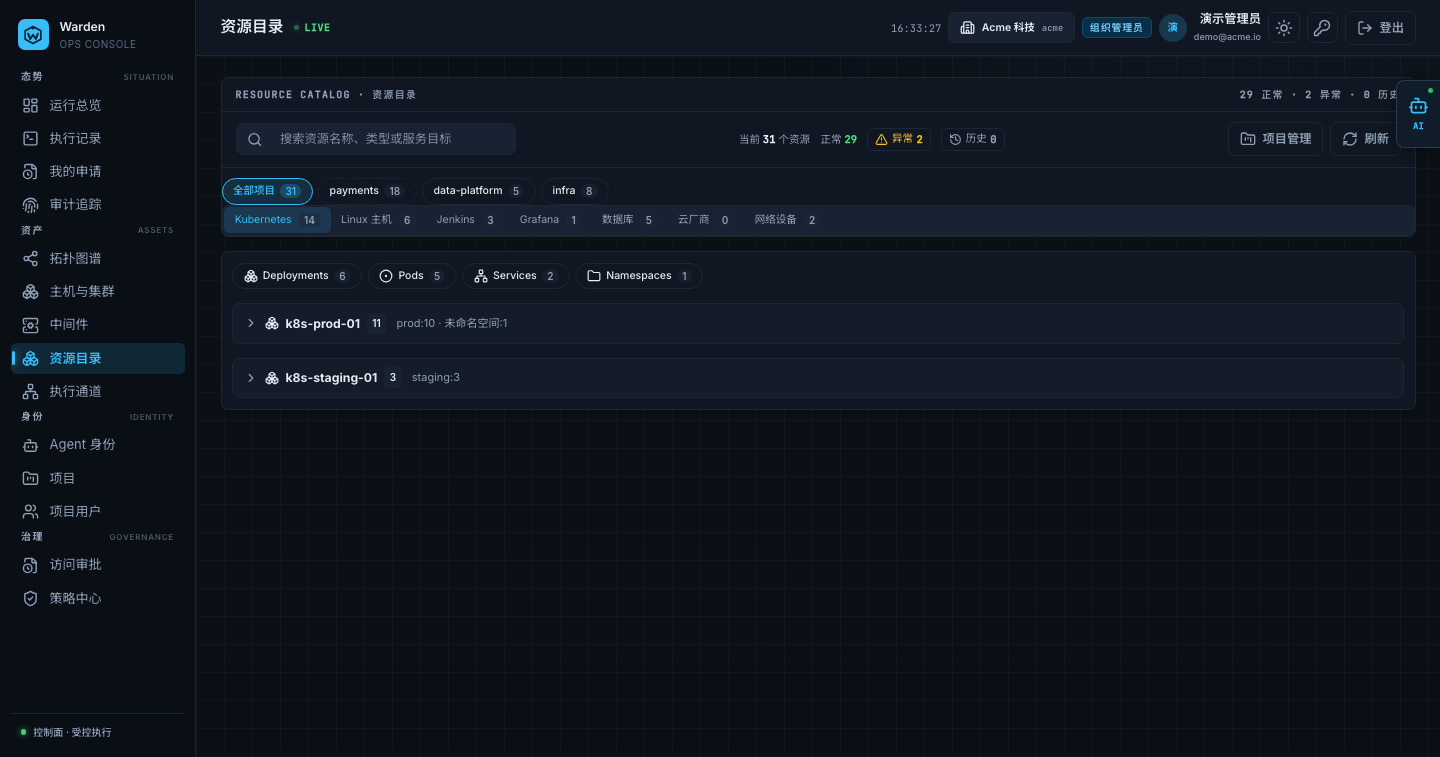 Warden
OPS CONSOLE
态势 SITUATION
运行总览
执行记录
我的申请
审计追踪
资产 ASSETS
拓扑图谱
主机与集群
中间件
资源目录
执行通道
身份 IDENTITY
Agent 身份
项目
项目用户
治理 GOVERNANCE
访问审批
策略中心
控制面 · 受控执行
资源目录 LIVE
16:33:27 Acme 科技 acme 组织管理员 演 演示管理员 登出
demo@acme.io
RESOURCE CATALOG · 资源目录 29 正常 · 2 异常 · 0 历史
AI
搜索资源名称、类型或服务目标 当前 31 个资源 正常 29 异常 2 历史 0 项目管理 刷新
全部项目 31 payments 18 data-platform 5 infra 8
Kubernetes 14 Linux 主机 6 Jenkins 3 Grafana 1 数据库 5 云厂商 0 网络设备 2
Deployments 6 Pods 5 Services 2 Namespaces 1
k8s-prod-01 11 prod:10 · 未命名空间:1
k8s-staging-01 3 staging:3